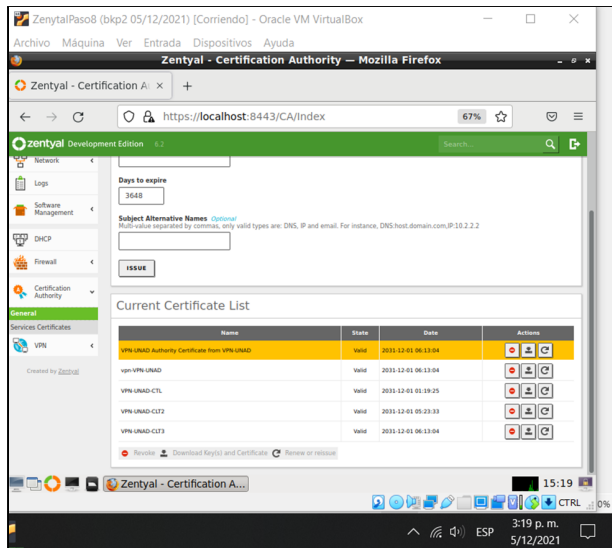 ZenytalPaso8 (bkp2 05/12/2021) [Corriendo] - Oracle VM VirtualBox
Archivo Máquina Ver Entrada Dispositivos Ayuda
Zentyal - Certification Authority — Mozilla Firefox
Zentyal - Certification A
https://localhost:8443/CA/Index 67%
zentyal Development Edition 6.2 Search...
Network
Logs
Software Management
DHCP
Firewall
Certification Authority
General
Services Certificates
VPN
Created by Zentyal
Days to expire
3648
Subject Alternative Names Optional
Multi-value separated by commas, only valid types are: DNS, IP and email. For instance, DNS:host.domain.com,IP:10.2.2.2
ISSUE
Current Certificate List
Name State Date Actions
VPN-UNAD Authority Certificate from VPN-UNAD Valid 2031-12-01 06:13:04
vpn-VPN-UNAD Valid 2031-12-01 06:13:04
VPN-UNAD-CTL Valid 2031-12-01 01:19:25
VPN-UNAD-CLT2 Valid 2031-12-01 05:23:33
VPN-UNAD-CLT3 Valid 2031-12-01 06:13:04
Revoke Download Key(s) and Certificate Renew or reissue
Zentyal - Certification A... 15:19
CTRL
0%
ESP 3:19 p. m.
5/12/2021